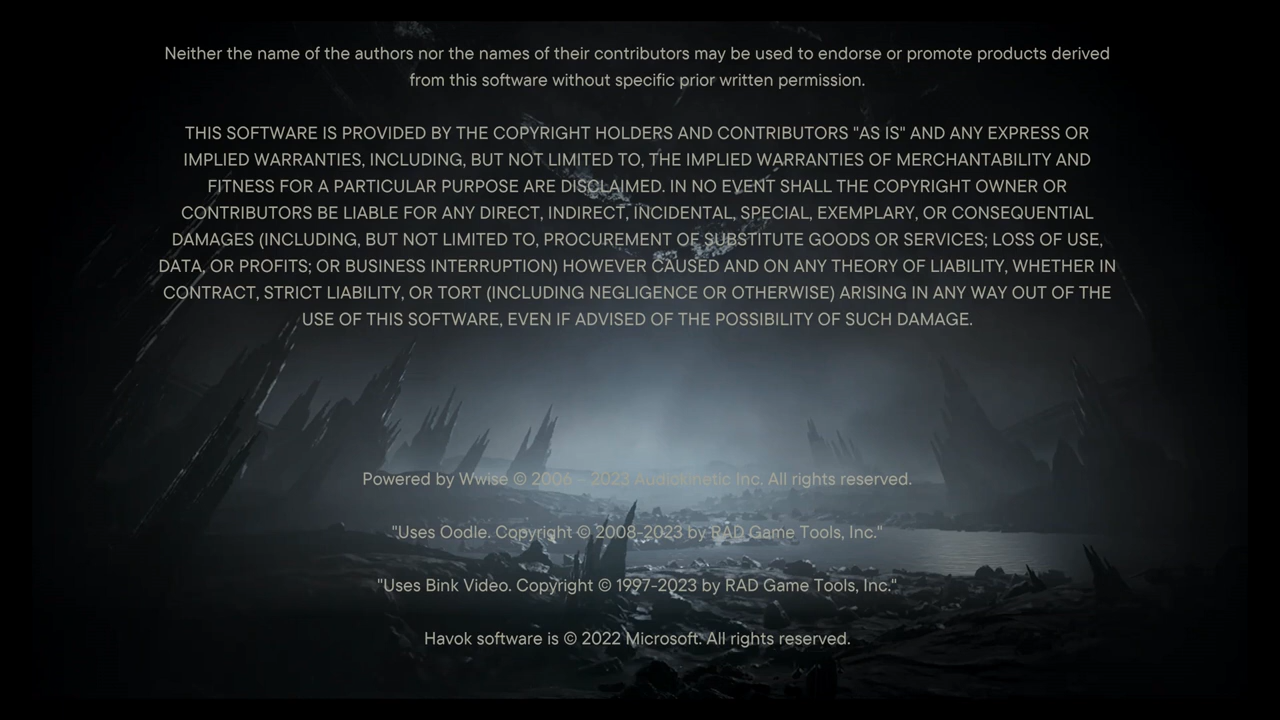 Neither the name of the authors nor the names of their contributors may be used to endorse or promote products derived
from this software without specific prior written permission.
THIS SOFTWARE IS PROVIDED BY THE COPYRIGHT HOLDERS AND CONTRIBUTORS "AS IS" AND ANY EXPRESS OR
IMPLIED WARRANTIES, INCLUDING, BUT NOT LIMITED TO, THE IMPLIED WARRANTIES OF MERCHANTABILITY AND
FITNESS FOR A PARTICULAR PURPOSE ARE DISCLAIMED. IN NO EVENT SHALL THE COPYRIGHT OWNER OR
CONTRIBUTORS BE LIABLE FOR ANY DIRECT, INDIRECT, INCIDENTAL, SPECIAL, EXEMPLARY, OR CONSEQUENTIAL
DAMAGES (INCLUDING, BUT NOT LIMITED TO, PROCUREMENT OF SUBSTITUTE GOODS OR SERVICES; LOSS OF USE,
DATA, OR PROFITS; OR BUSINESS INTERRUPTION) HOWEVER CAUSED AND ON ANY THEORY OF LIABILITY, WHETHER IN
CONTRACT, STRICT LIABILITY, OR TORT (INCLUDING NEGLIGENCE OR OTHERWISE) ARISING IN ANY WAY OUT OF THE
USE OF THIS SOFTWARE, EVEN IF ADVISED OF THE POSSIBILITY OF SUCH DAMAGE.
Powered by Wwise © 2006 – 2023 Audiokinetic Inc. All rights reserved.
"Uses Oodle. Copyright © 2008-2023 by RAD Game Tools, Inc."
"Uses Bink Video. Copyright © 1997-2023 by RAD Game Tools, Inc."
Havok software is © 2022 Microsoft. All rights reserved.